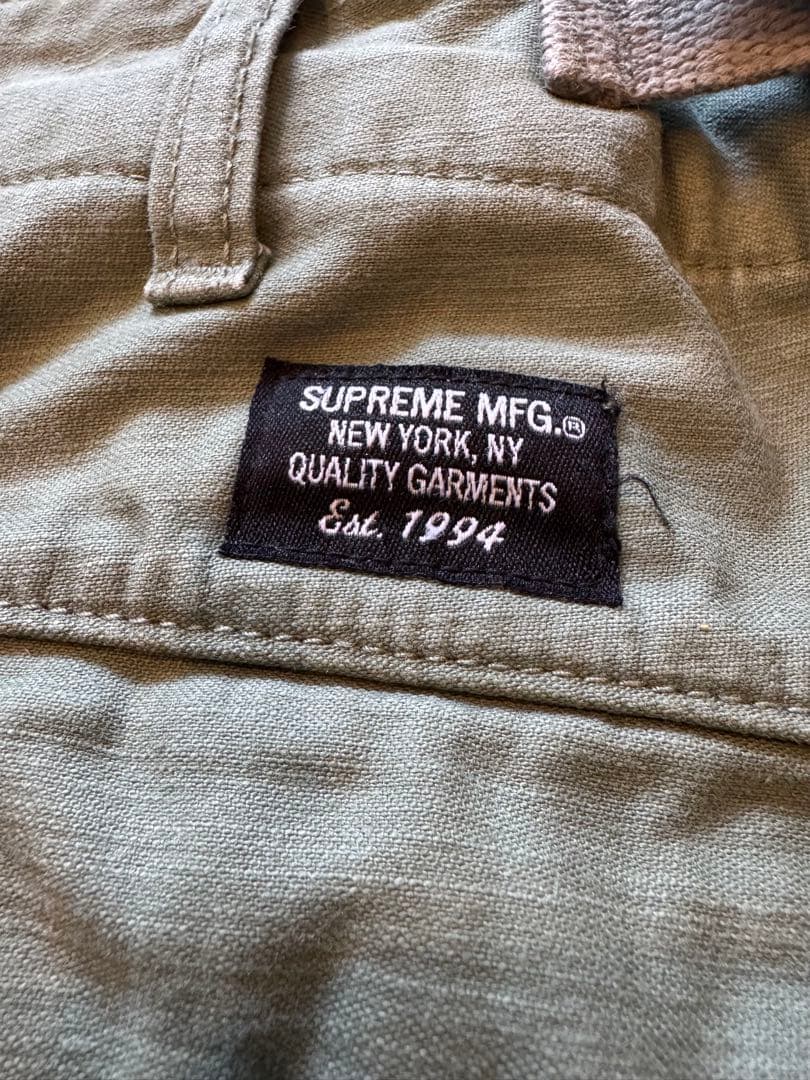 SUPREME MFG.®
NEW YORK, NY
QUALITY GARMENTS
Est. 1994